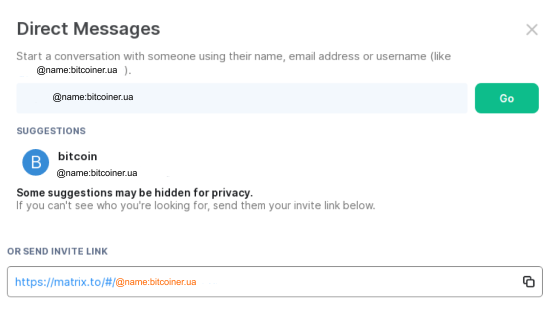 Direct Messages
Start a conversation with someone using their name, email address or username (like
@name:bitcoiner.ua ).
@name:bitcoiner.ua
Go
SUGGESTIONS
B
bitcoin
@name:bitcoiner.ua
Some suggestions may be hidden for privacy.
If you can't see who you're looking for, send them your invite link below.
OR SEND INVITE LINK
https://matrix.to/#/@name:bitcoiner.ua